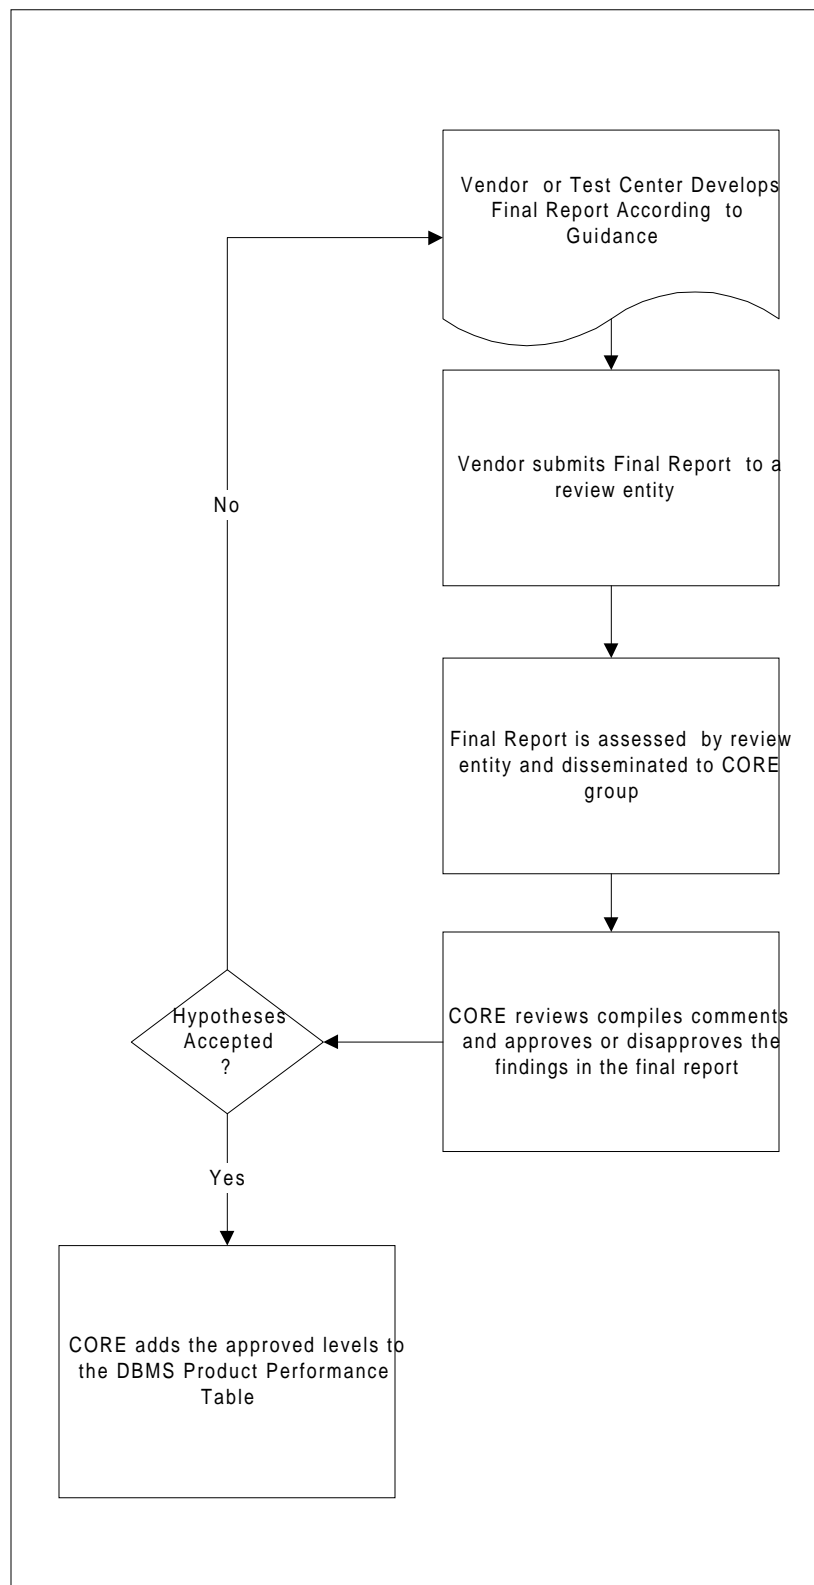 Vendor or Test Center Develops
Final Report According to
Guidance
Vendor submits Final Report to a
review entity
No
Final Report is assessed by review
entity and disseminated to CORE
group
CORE reviews compiles comments
and approves or disapproves the
findings in the final report
Hypotheses
Accepted
?
Yes
CORE adds the approved levels to
the DBMS Product Performance
Table